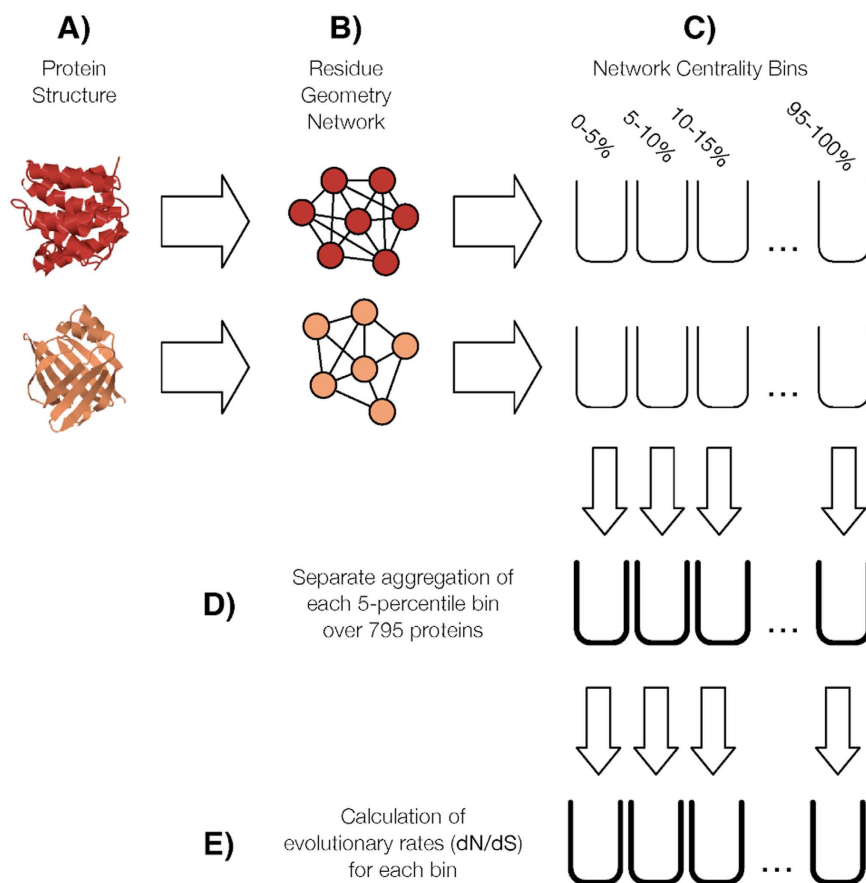 A)
Protein
Structure
B)
Residue
Geometry
Network
C)
Network Centrality Bins
0-5%
5-10%
10-15%
95-100%
...
...
D)
Separate aggregation of
each 5-percentile bin
over 795 proteins
...
E)
Calculation of
evolutionary rates (dN/dS)
for each bin
...